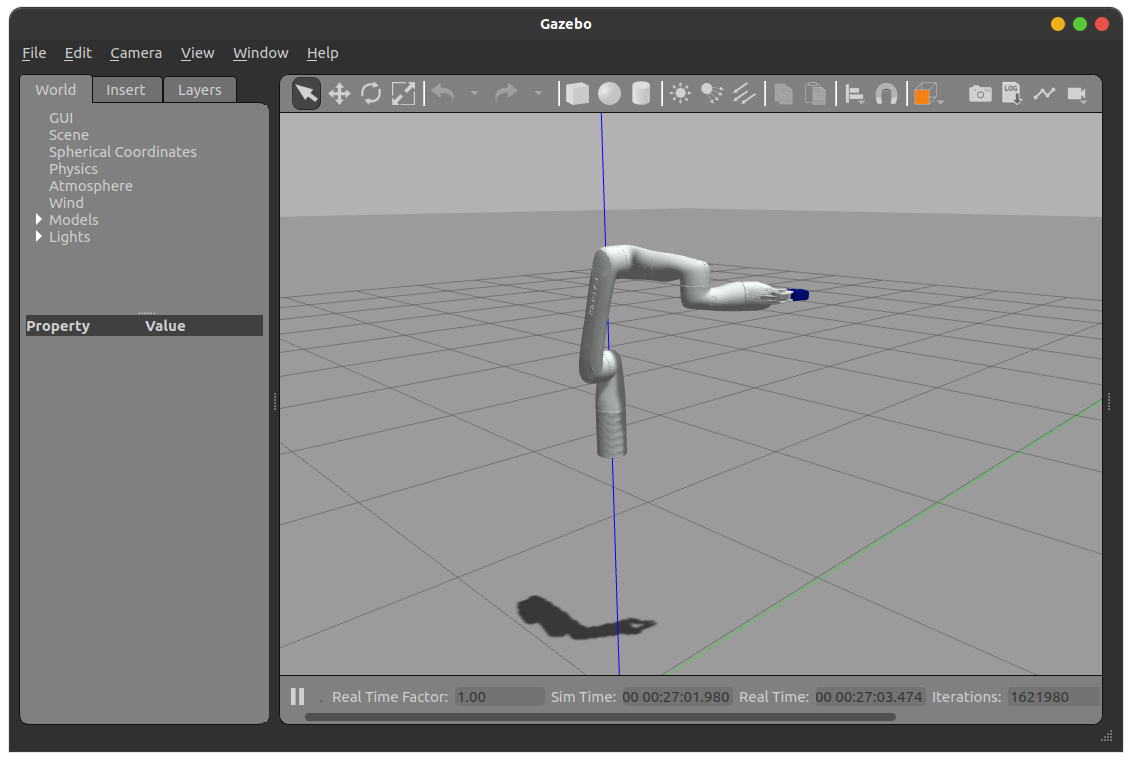 Gazebo
File Edit Camera View Window Help
World Insert Layers
LOG
GUI
Scene
Spherical Coordinates
Physics
Atmosphere
Wind
Models
Lights
Property Value
Real Time Factor: 1.00 Sim Time: 00 00:27:01.980 Real Time: 00 00:27:03.474 Iterations: 1621980